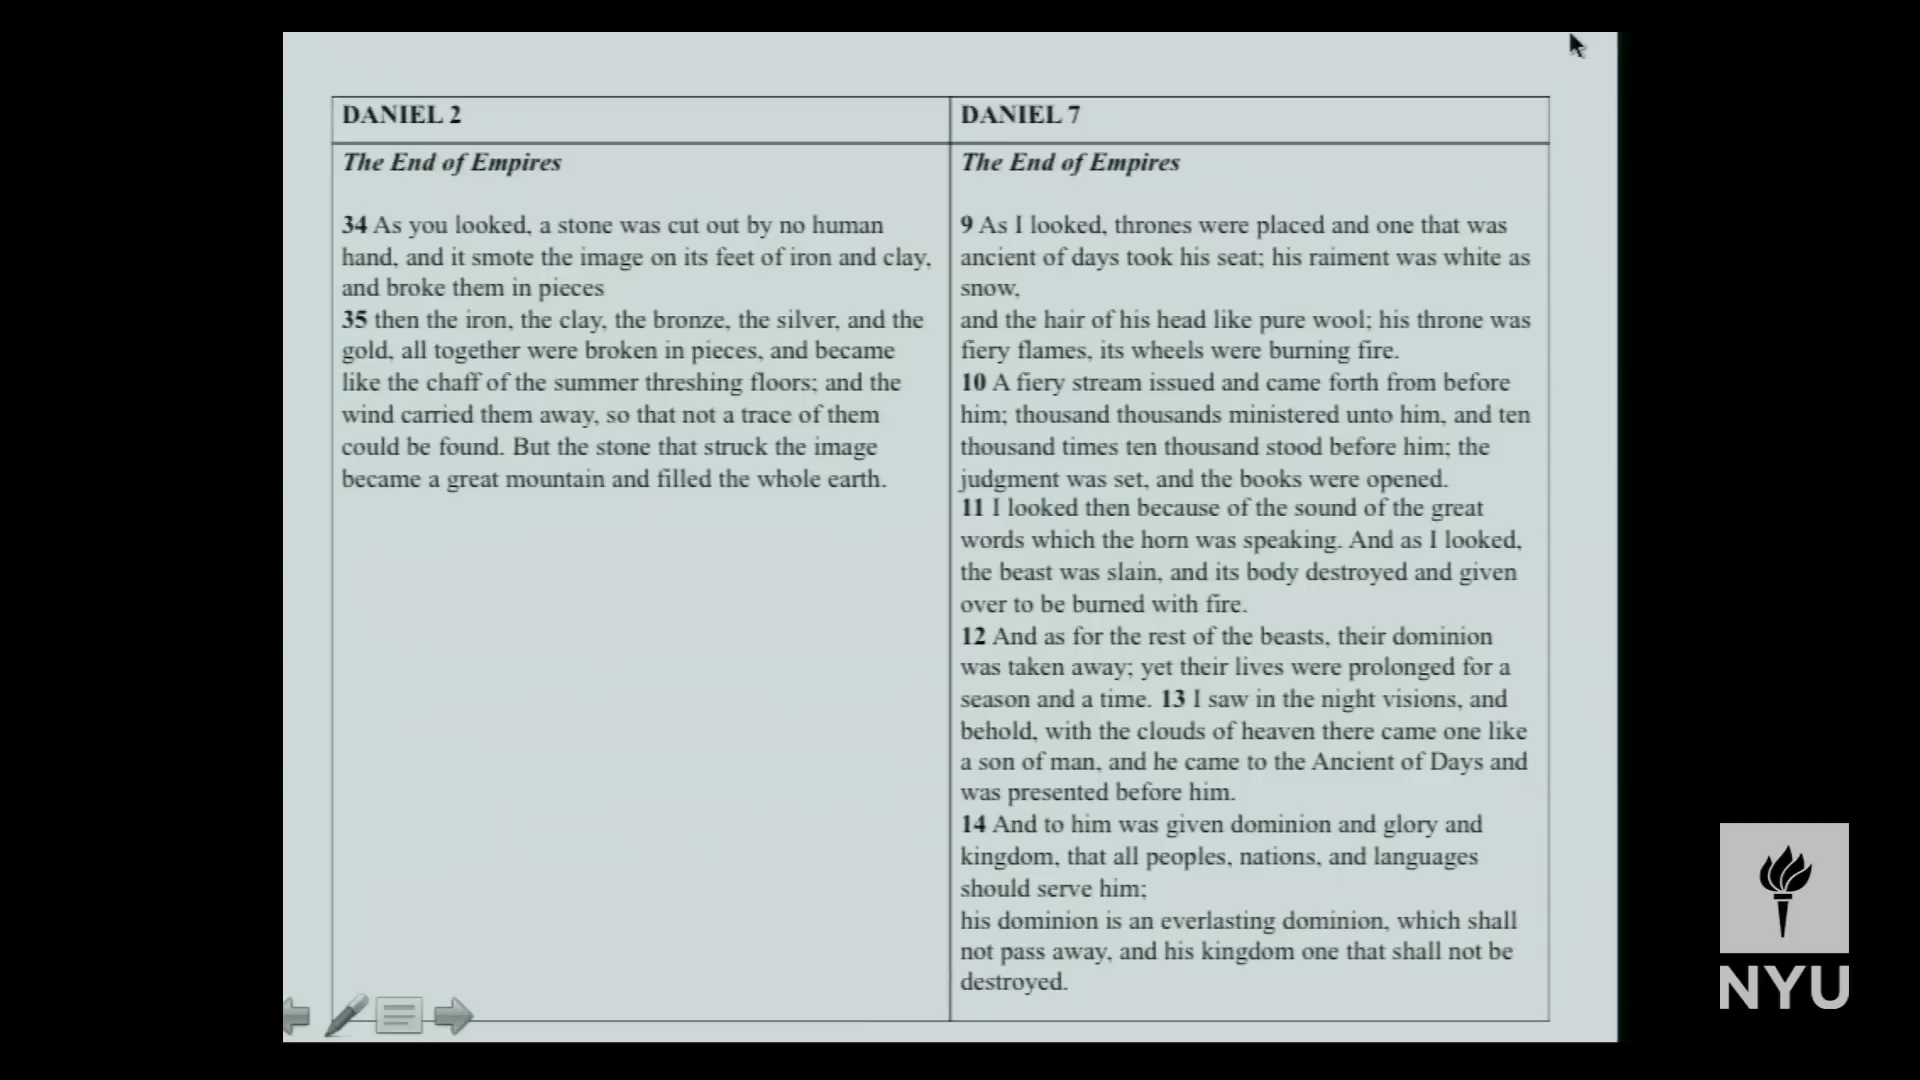 DANIEL 2
The End of Empires
34 As you looked, a stone was cut out by no human
hand, and it smote the image on its feet of iron and clay,
and broke them in pieces
35 then the iron, the clay, the bronze, the silver, and the
gold, all together were broken in pieces, and became
like the chaff of the summer threshing floors; and the
wind carried them away, so that not a trace of them
could be found. But the stone that struck the image
became a great mountain and filled the whole earth.
DANIEL 7
The End of Empires
9 As I looked, thrones were placed and one that was
ancient of days took his seat; his raiment was white as
snow,
and the hair of his head like pure wool; his throne was
fiery flames, its wheels were burning fire.
10 A fiery stream issued and came forth from before
him; thousand thousands ministered unto him, and ten
thousand times ten thousand stood before him; the
judgment was set, and the books were opened.
11 I looked then because of the sound of the great
words which the horn was speaking. And as I looked,
the beast was slain, and its body destroyed and given
over to be burned with fire.
12 And as for the rest of the beasts, their dominion
was taken away; yet their lives were prolonged for a
season and a time. 13 I saw in the night visions, and
behold, with the clouds of heaven there came one like
a son of man, and he came to the Ancient of Days and
was presented before him.
14 And to him was given dominion and glory and
kingdom, that all peoples, nations, and languages
should serve him;
his dominion is an everlasting dominion, which shall
not pass away, and his kingdom one that shall not be
destroyed.
NYU